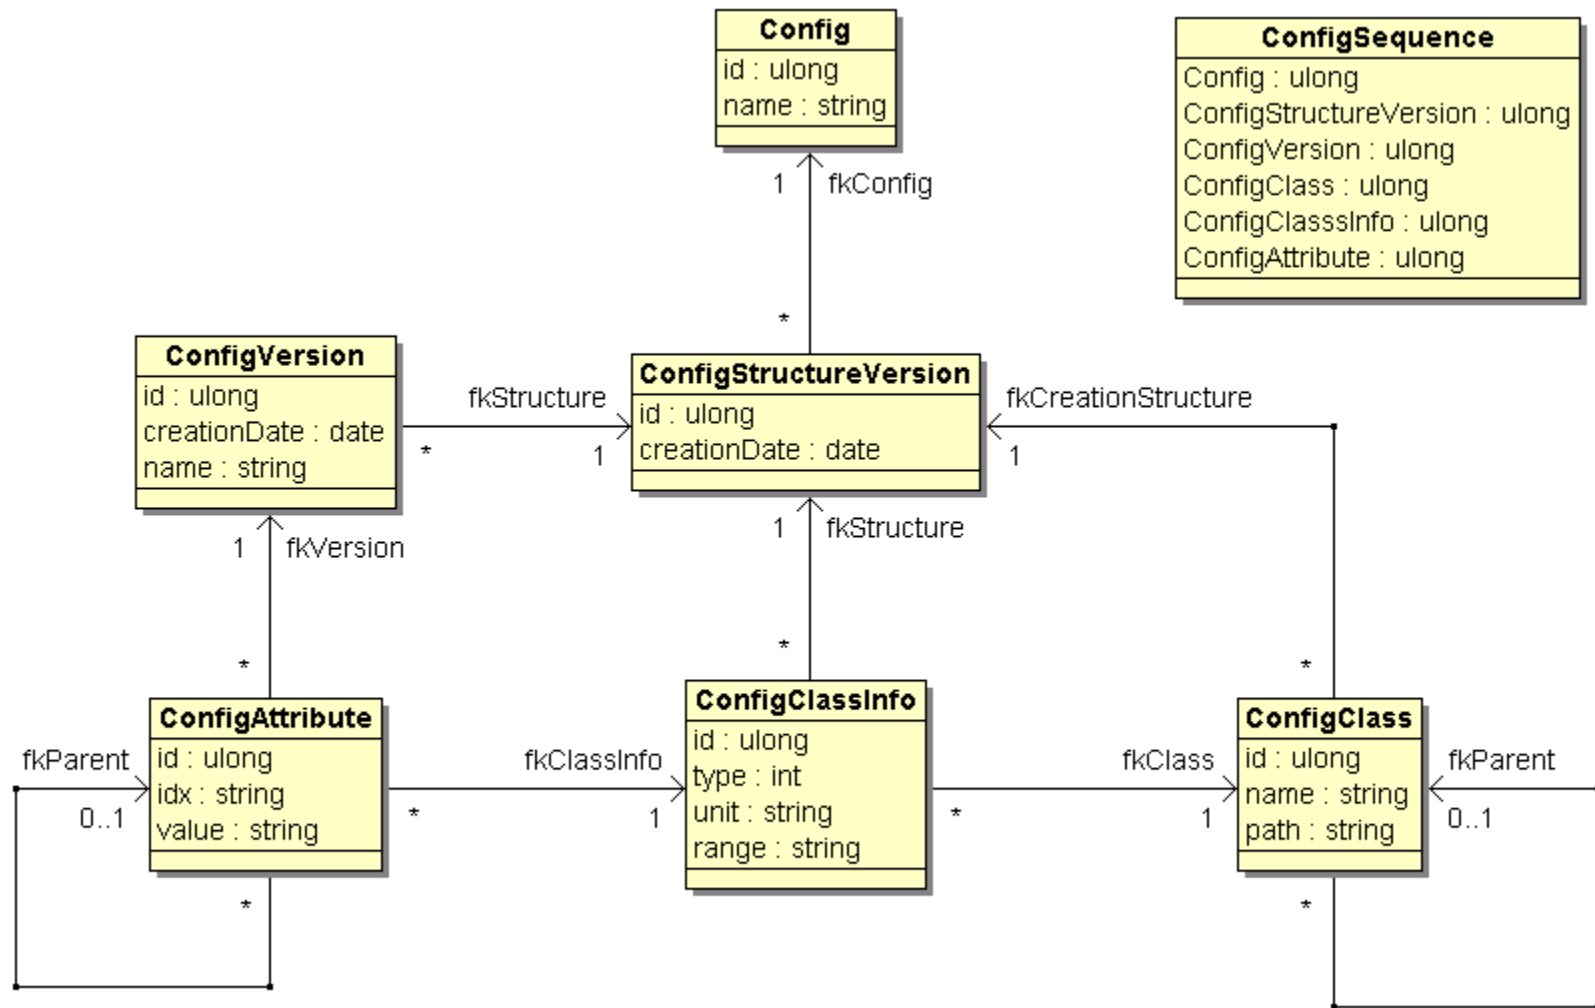 Config
id : ulong
name : string
ConfigSequence
Config : ulong
ConfigStructureVersion : ulong
ConfigVersion : ulong
ConfigClass : ulong
ConfigClasssInfo : ulong
ConfigAttribute : ulong
1 fkConfig
*
ConfigVersion
id : ulong
creationDate : date
name : string
fkStructure
*
1
ConfigStructureVersion
id : ulong
creationDate : date
fkCreationStructure
1
1 fkVersion
*
1 fkStructure
*
*
ConfigAttribute
id : ulong
idx : string
value : string
fkParent
0..1
*
fkClassInfo
*
1
ConfigClassInfo
id : ulong
type : int
unit : string
range : string
fkClass
*
1
ConfigClass
id : ulong
name : string
path : string
fkParent
0..1
*